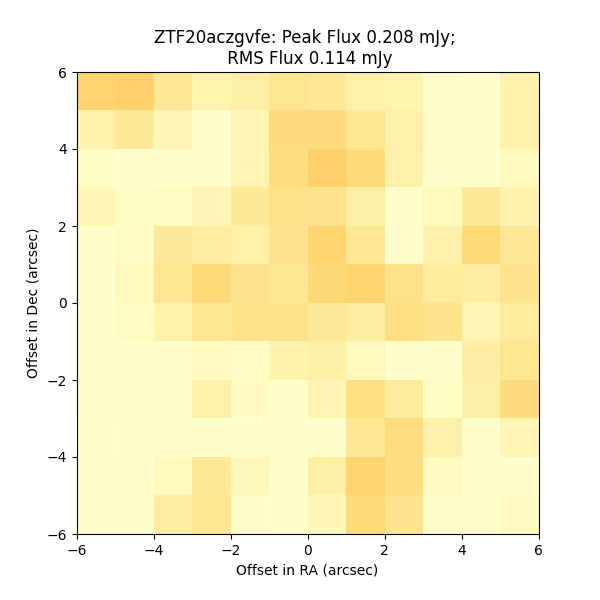 ZTF20aczgvfe: Peak Flux 0.208 mJy;
RMS Flux 0.114 mJy
6
4
2
0
−2
−4
−6
Offset in Dec (arcsec)
−6 −4 −2 0 2 4 6
Offset in RA (arcsec)